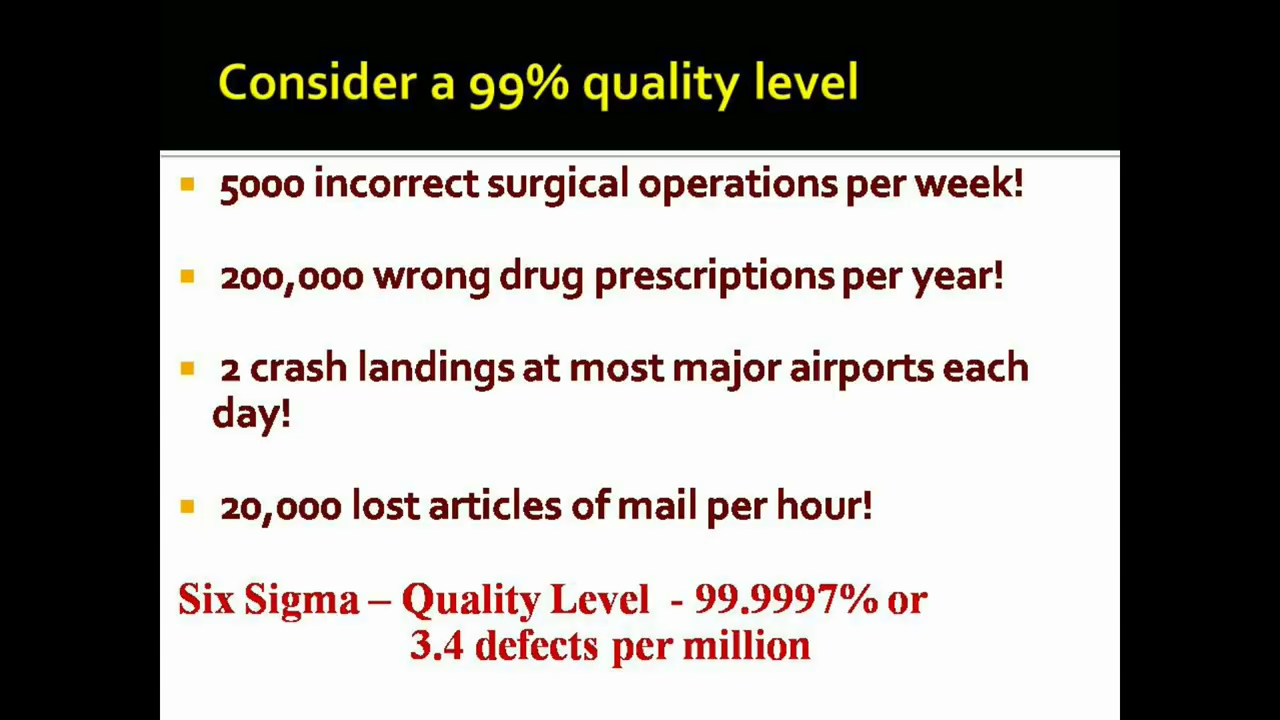 Consider a 99% quality level
5000 incorrect surgical operations per week!
200,000 wrong drug prescriptions per year!
2 crash landings at most major airports each
day!
20,000 lost articles of mail per hour!
Six Sigma – Quality Level - 99.9997% or
3.4 defects per million